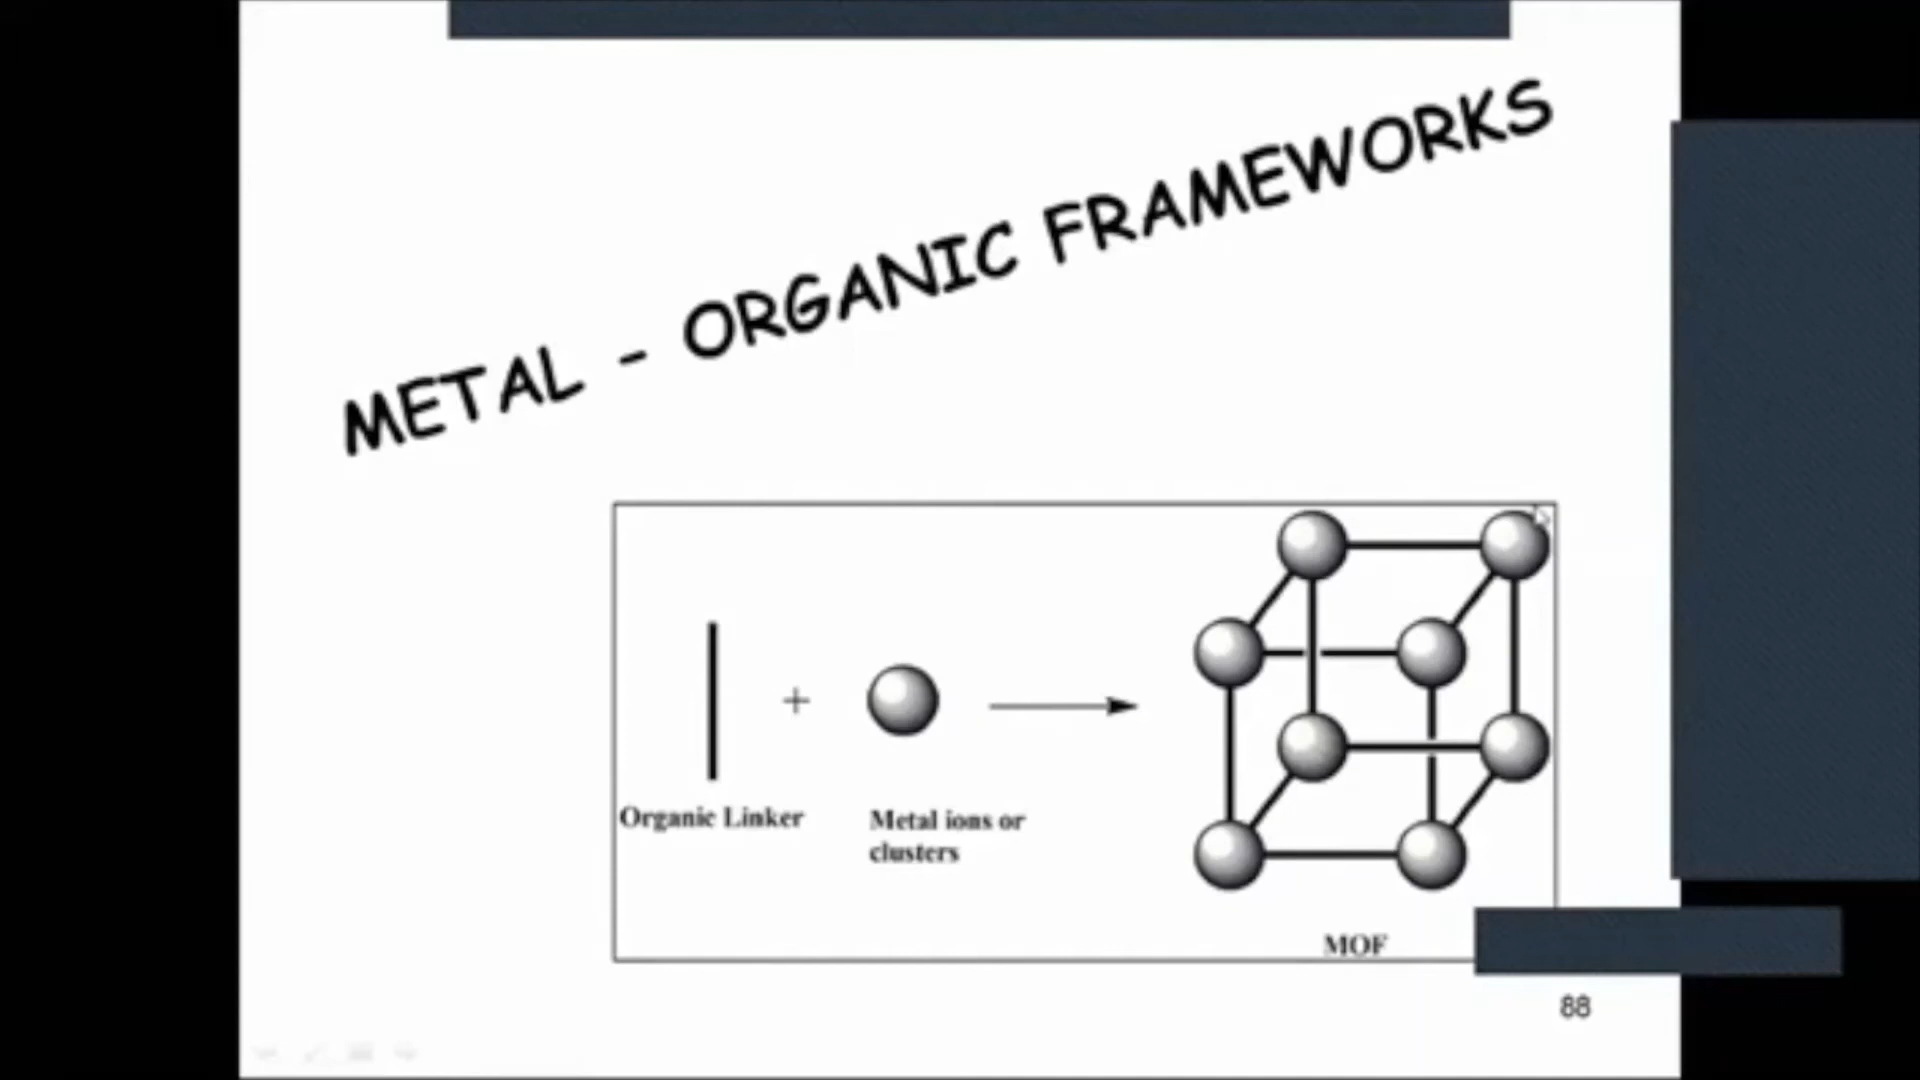 METAL - ORGANIC FRAMEWORKS
+
Organic Linker
Metal ions or
clusters
MOF
88